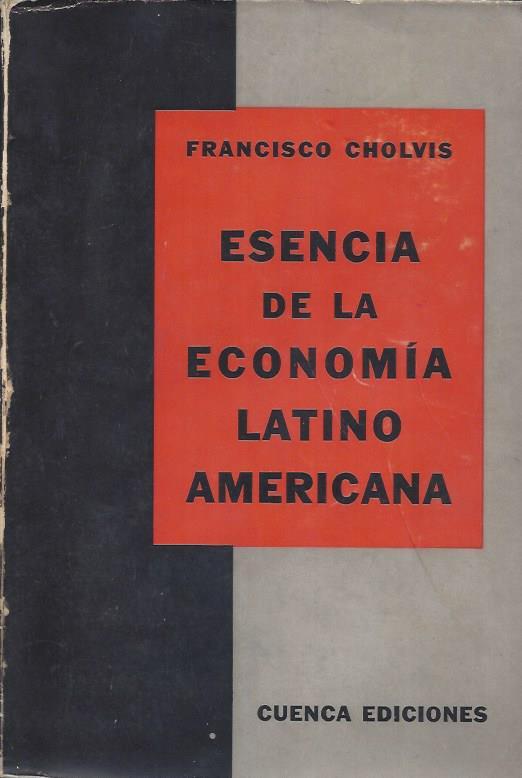 FRANCISCO CHOLVIS
ESENCIA
DE LA
ECONOMÍA
LATINO
AMERICANA
CUENCA EDICIONES